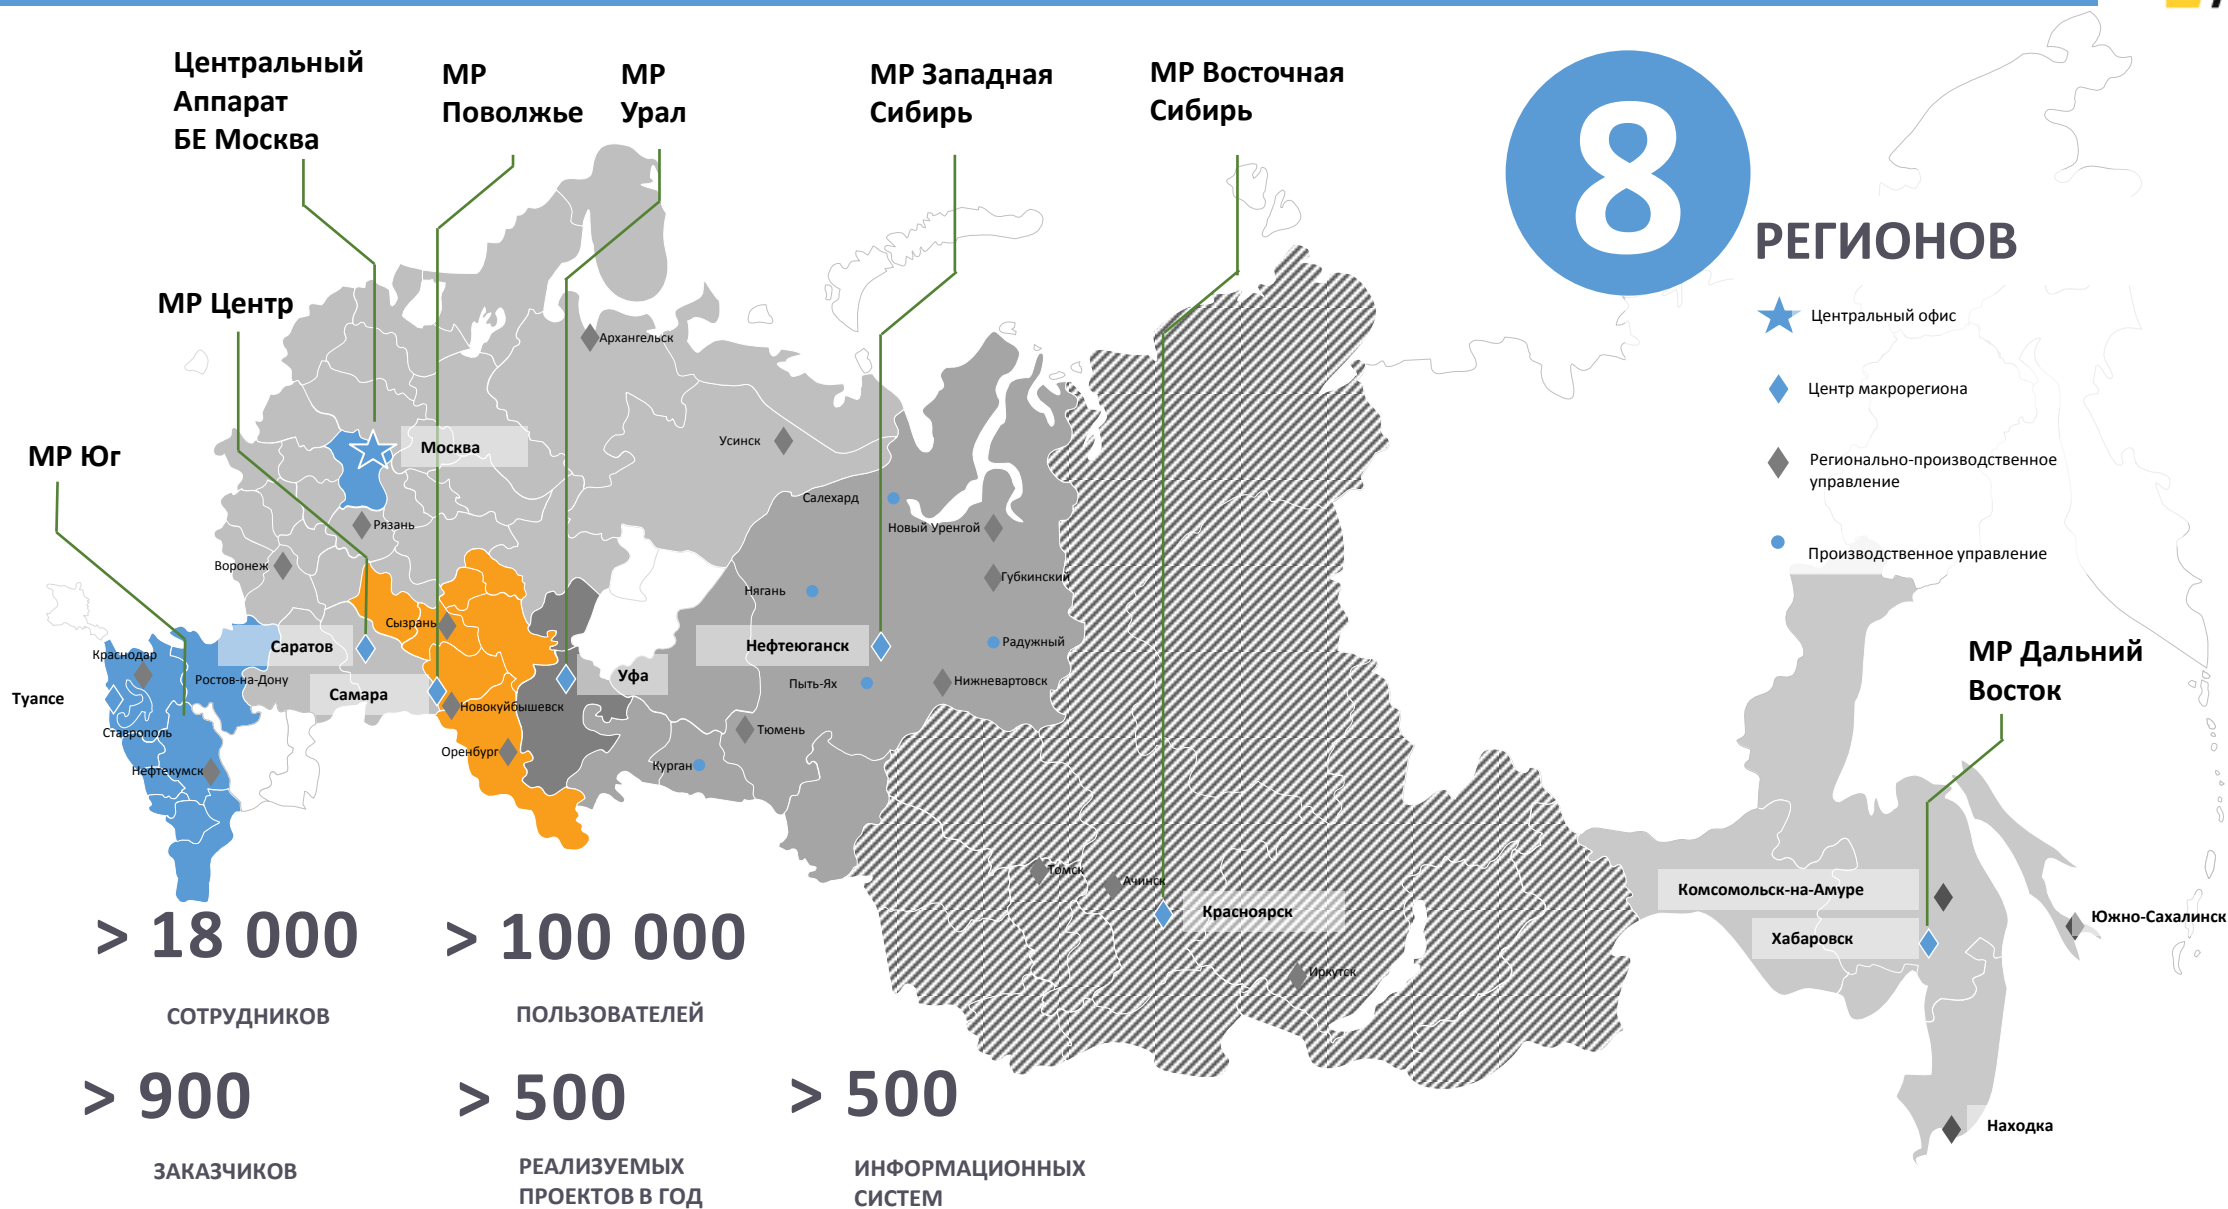 Центральный
Аппарат
БЕ Москва
МР
Поволжье
МР
Урал
МР Западная
Сибирь
МР Восточная
Сибирь
8
РЕГИОНОВ
Центральный офис
Центр макрорегиона
Регионально-производственное
управление
Производственное управление
МР Центр
МР Юг
МР Дальний
Восток
Архангельск
Москва
Усинск
Салехард
Рязань
Новый Уренгой
Воронеж
Губкинский
Нягань
Сызрань
Саратов
Нефтеюганск
Радужный
Краснодар
Ростов-на-Дону
Уфа
Пыть-Ях
Нижневартовск
Туапсе
Самара
Новокуйбышевск
Ставрополь
Тюмень
Оренбург
Курган
Нефтекумск
Томск
Ачинск
Красноярск
Иркутск
Комсомольск-на-Амуре
Южно-Сахалинск
Хабаровск
Находка
> 18 000
СОТРУДНИКОВ
> 100 000
ПОЛЬЗОВАТЕЛЕЙ
> 900
ЗАКАЗЧИКОВ
> 500
РЕАЛИЗУЕМЫХ
ПРОЕКТОВ В ГОД
> 500
ИНФОРМАЦИОННЫХ
СИСТЕМ